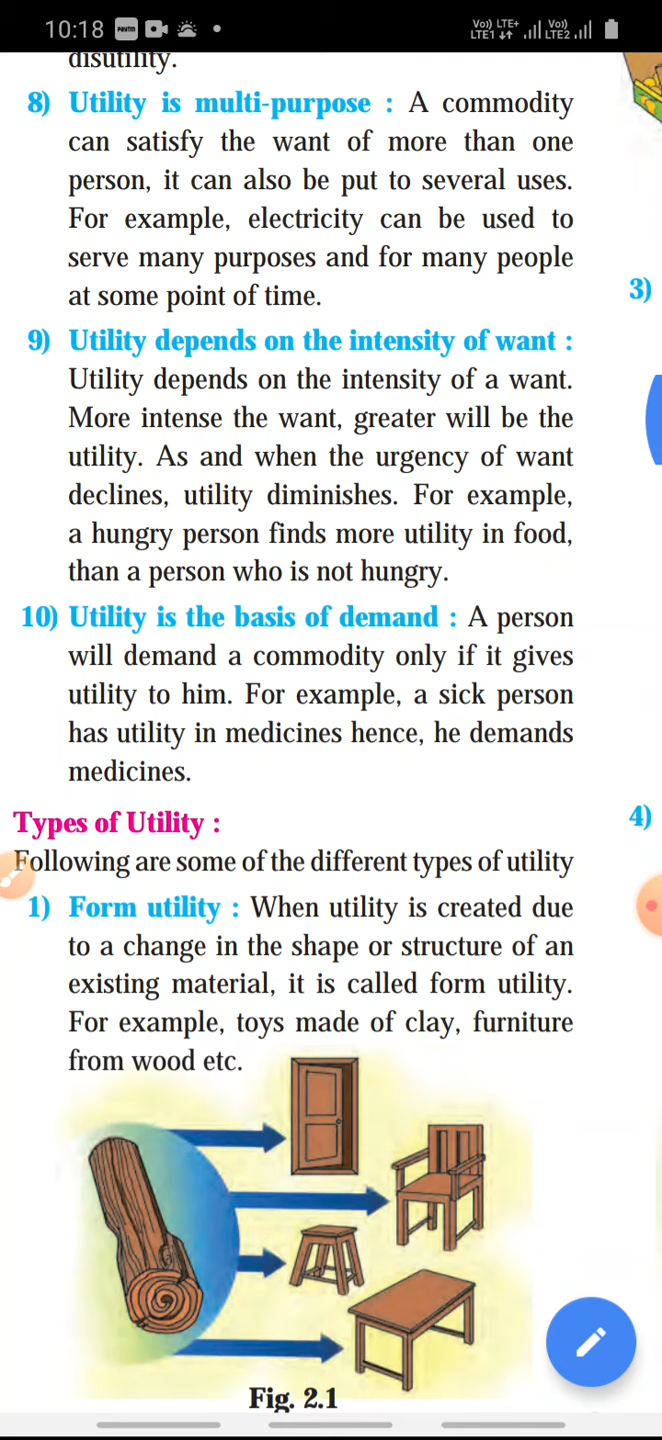 10:18
Paytm
Vo) LTE+ Vo)
LTE1 LTE2
disutility.
8) Utility is multi-purpose : A commodity
can satisfy the want of more than one
person, it can also be put to several uses.
For example, electricity can be used to
serve many purposes and for many people
at some point of time.
3)
9) Utility depends on the intensity of want :
Utility depends on the intensity of a want.
More intense the want, greater will be the
utility. As and when the urgency of want
declines, utility diminishes. For example,
a hungry person finds more utility in food,
than a person who is not hungry.
10) Utility is the basis of demand : A person
will demand a commodity only if it gives
utility to him. For example, a sick person
has utility in medicines hence, he demands
medicines.
Types of Utility :
4)
Following are some of the different types of utility
1) Form utility : When utility is created due
to a change in the shape or structure of an
existing material, it is called form utility.
For example, toys made of clay, furniture
from wood etc.
Fig. 2.1